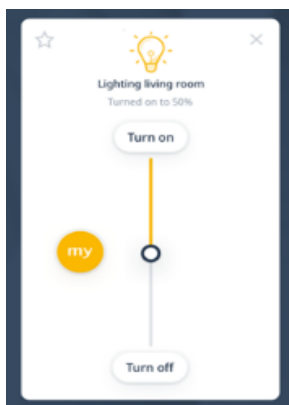 Lighting living room
Turned on to 50%
Turn on
my
Turn off